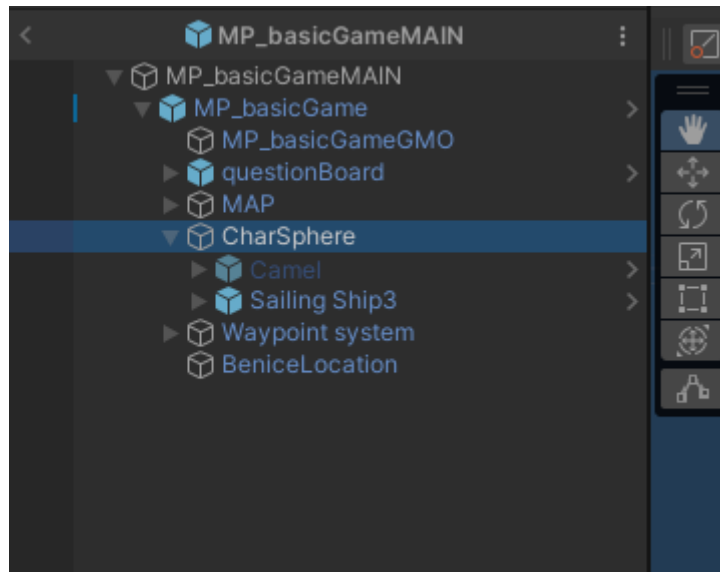 MP_basicGameMAIN
MP_basicGameMAIN
MP_basicGame
MP_basicGameGMO
questionBoard
MAP
CharSphere
Camel
Sailing Ship3
Waypoint system
BeniceLocation